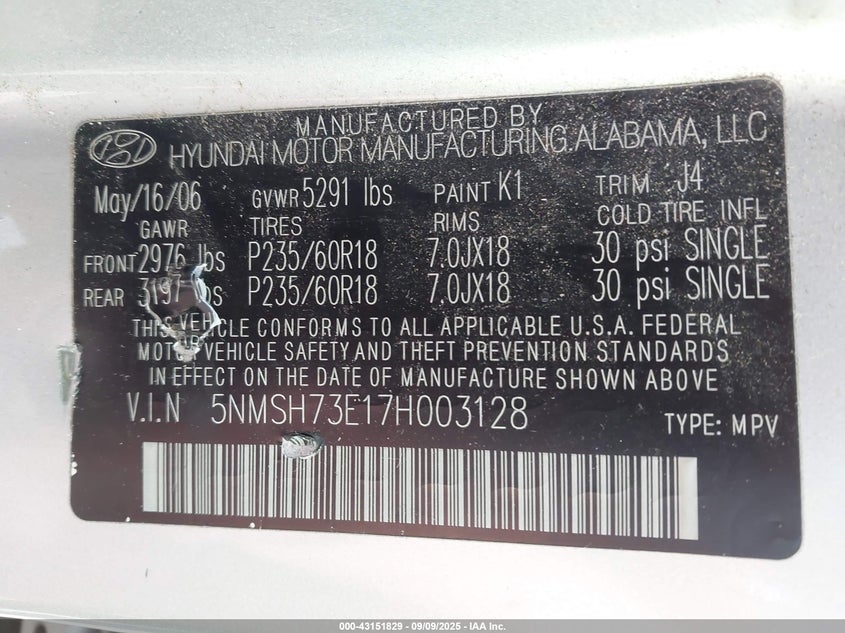 MANUFACTURED BY
HYUNDAI MOTOR MANUFACTURING ALABAMA, LLC
May/16/06 GVWR 5291 lbs PAINT K1 TRIM J4
GAWR TIRES RIMS COLD TIRE INFL
FRONT 2976 lbs P235/60R18 7.0JX18 30 psi SINGLE
REAR 3197 lbs P235/60R18 7.0JX18 30 psi SINGLE
THIS VEHICLE CONFORMS TO ALL APPLICABLE U.S.A. FEDERAL
MOTOR VEHICLE SAFETY AND THEFT PREVENTION STANDARDS
IN EFFECT ON THE DATE OF MANUFACTURE SHOWN ABOVE
V.I.N 5NMSH73E17H003128 TYPE: MPV
000-43151829 - 09/09/2025 - IAA Inc.